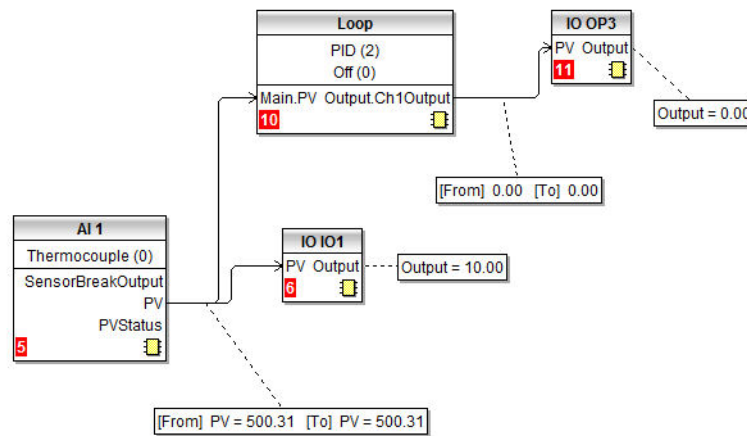 Loop
PID (2)
Off (0)
Main.PV Output.Ch1Output
10
IO OP3
PV Output
11
Output = 0.00
[From] 0.00 [To] 0.00
AI 1
Thermocouple (0)
SensorBreakOutput
PV
PVStatus
5
IO IO1
PV Output
6
Output = 10.00
[From] PV = 500.31 [To] PV = 500.31